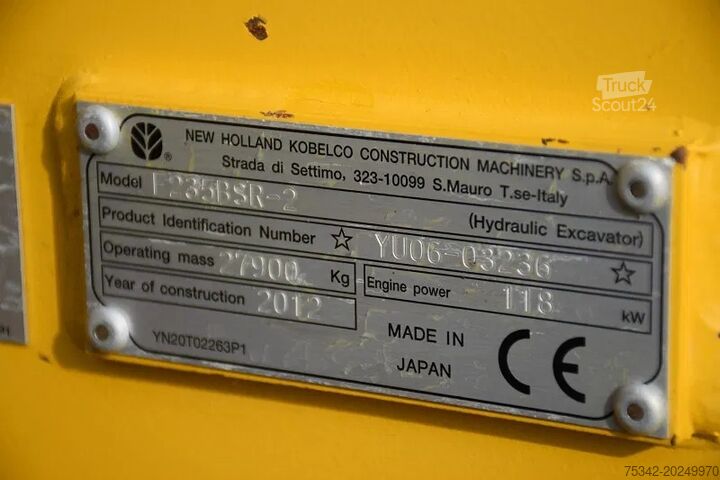 Truck
Scout24
NEW HOLLAND KOBELCO CONSTRUCTION MACHINERY S.p.A.
Strada di Settimo, 323-10099 S.Mauro T.se-Italy
Model F235BSR-2 (Hydraulic Excavator)
Product Identification Number ☆ YU06-03236 ☆
Operating mass 27900 Kg
Engine power 118 kW
Year of construction 2012
MADE IN
JAPAN
CE
YN20T02263P1
75342-20249970